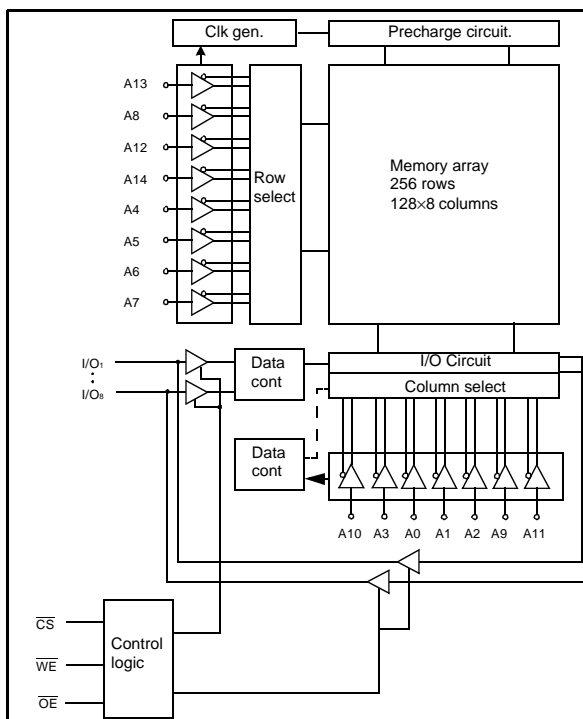 Clk gen.
Precharge circuit.
A13
A8
A12
A14
A4
A5
A6
A7
Row
select
Memory array
256 rows
128×8 columns
I/O1
I/O8
Data
cont
I/O Circuit
Column select
Data
cont
A10 A3 A0 A1 A2 A9 A11
CS
WE
OE
Control
logic